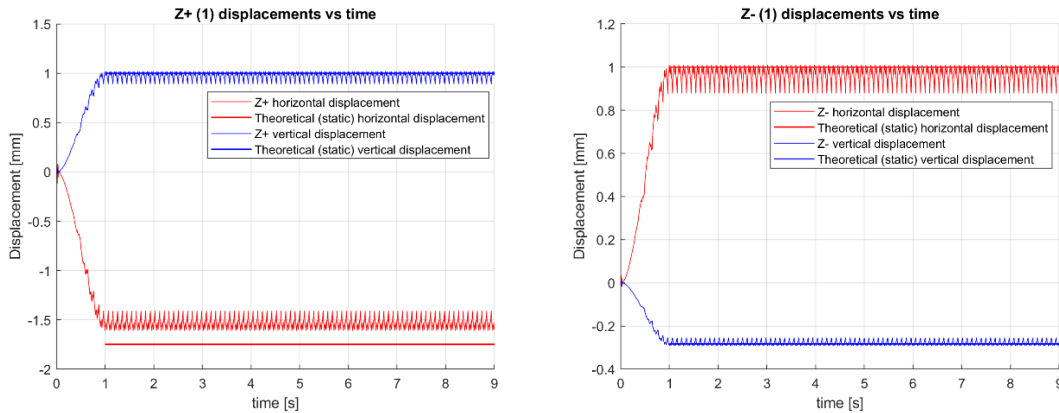 Z+ (1) displacements vs time
1.5
1
0.5
0
-0.5
-1
-1.5
-2
Displacement [mm]
Z+ horizontal displacement
Theoretical (static) horizontal displacement
Z+ vertical displacement
Theoretical (static) vertical displacement
0 1 2 3 4 5 6 7 8 9
time [s]
Z- (1) displacements vs time
1.2
1
0.8
0.6
0.4
0.2
0
-0.2
-0.4
Displacement [mm]
Z- horizontal displacement
Theoretical (static) horizontal displacement
Z- vertical displacement
Theoretical (static) vertical displacement
0 1 2 3 4 5 6 7 8 9
time [s]